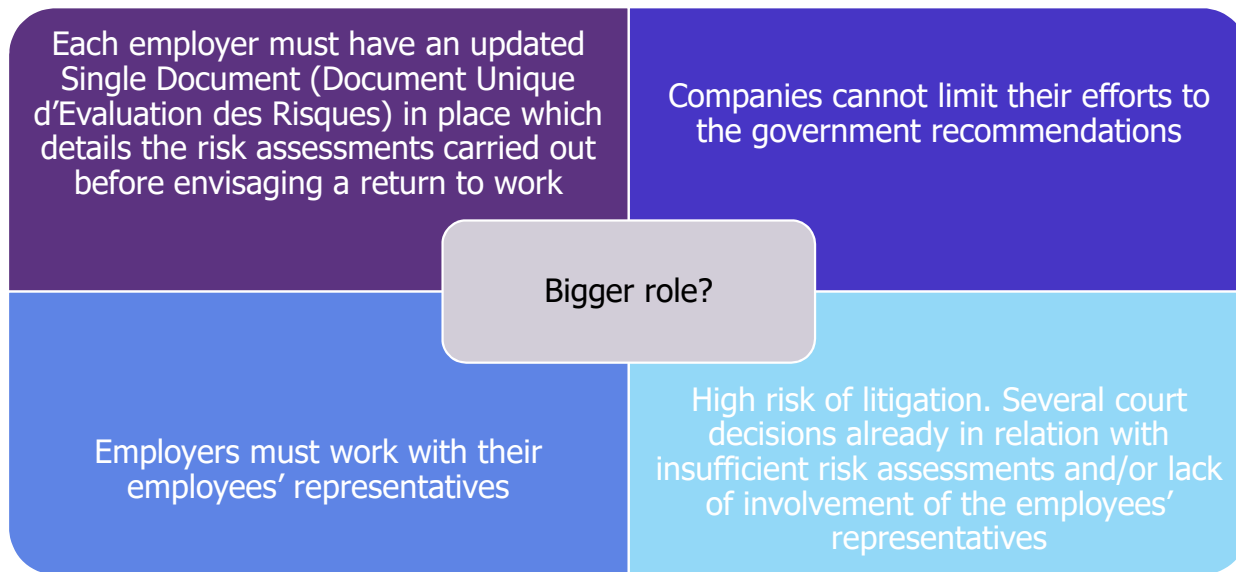 Each employer must have an updated
Single Document (Document Unique
d’Evaluation des Risques) in place which
details the risk assessments carried out
before envisaging a return to work
Companies cannot limit their efforts to
the government recommendations
Bigger role?
Employers must work with their
employees’ representatives
High risk of litigation. Several court
decisions already in relation with
insufficient risk assessments and/or lack
of involvement of the employees’
representatives